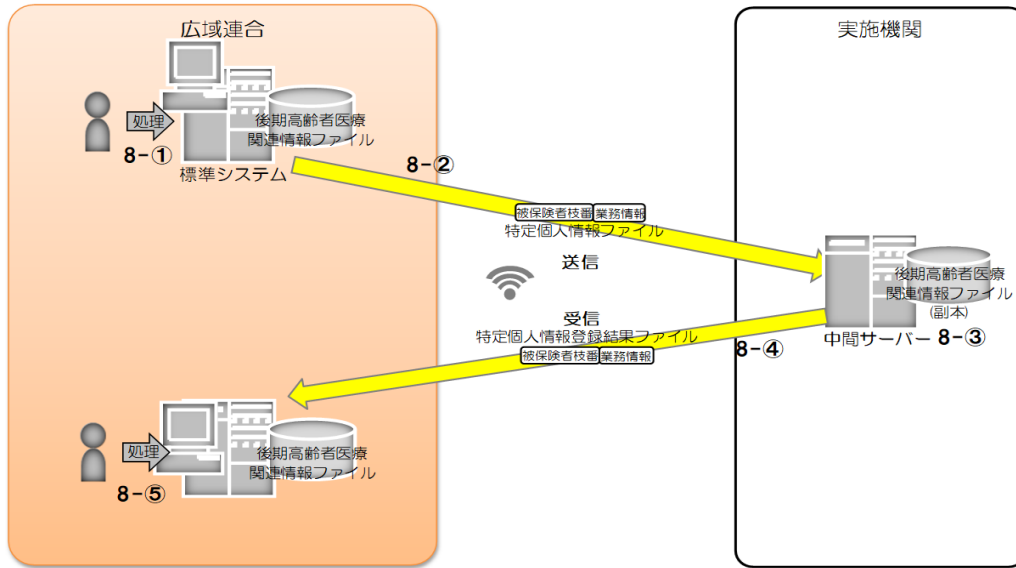 広域連合
実施機関
処理
後期高齢者医療
関連情報ファイル
8-①
標準システム
8-②
被保険者枝番 業務情報
特定個人情報ファイル
送信
後期高齢者医療
関連情報ファイル
(副本)
中間サーバー 8-③
受信
特定個人情報登録結果ファイル
8-④
被保険者枝番 業務情報
処理
後期高齢者医療
関連情報ファイル
8-⑤